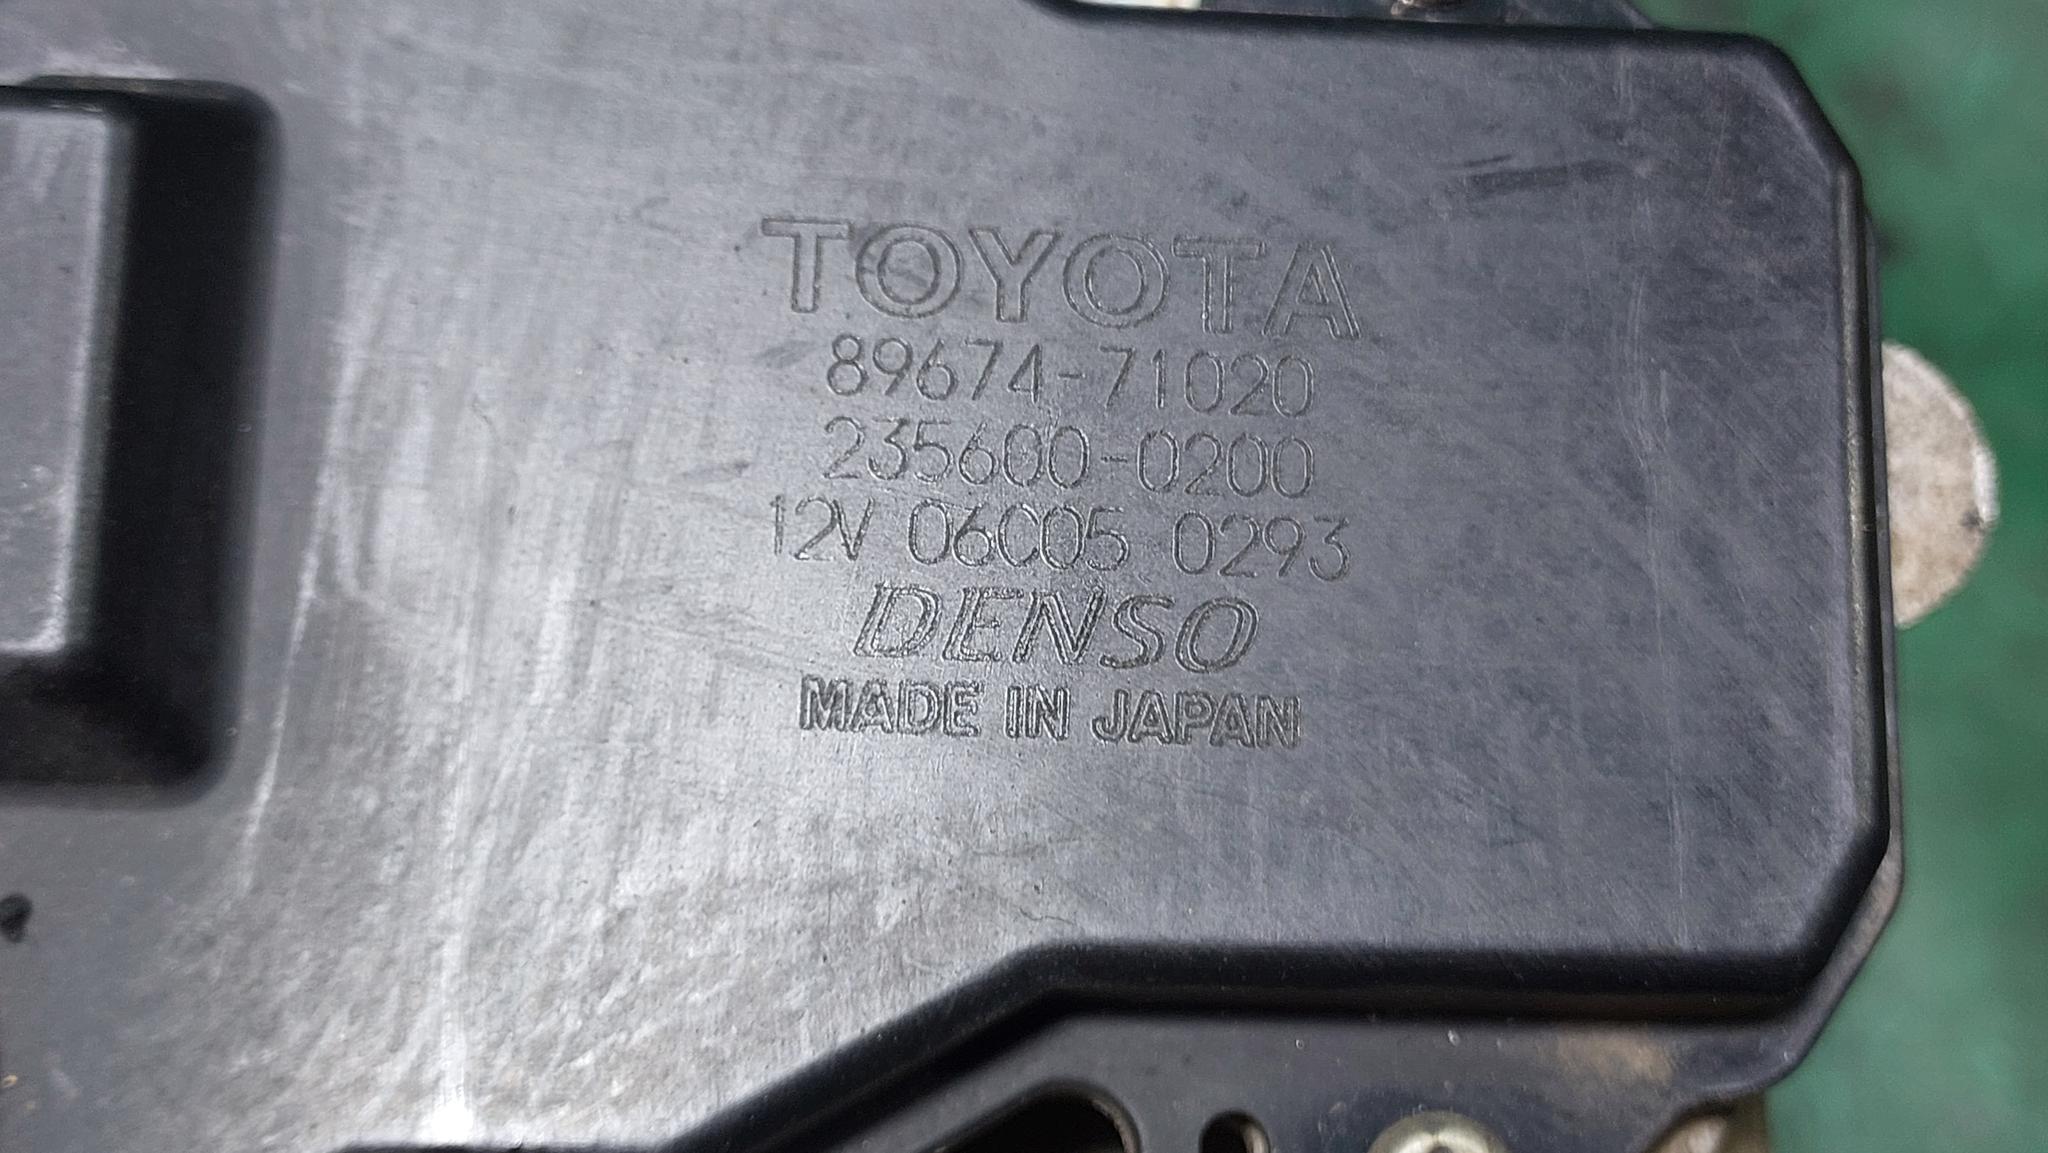 TOYOTA
89674-71020
235600-0200
12V 06C05 0293
DENSO
MADE IN JAPAN